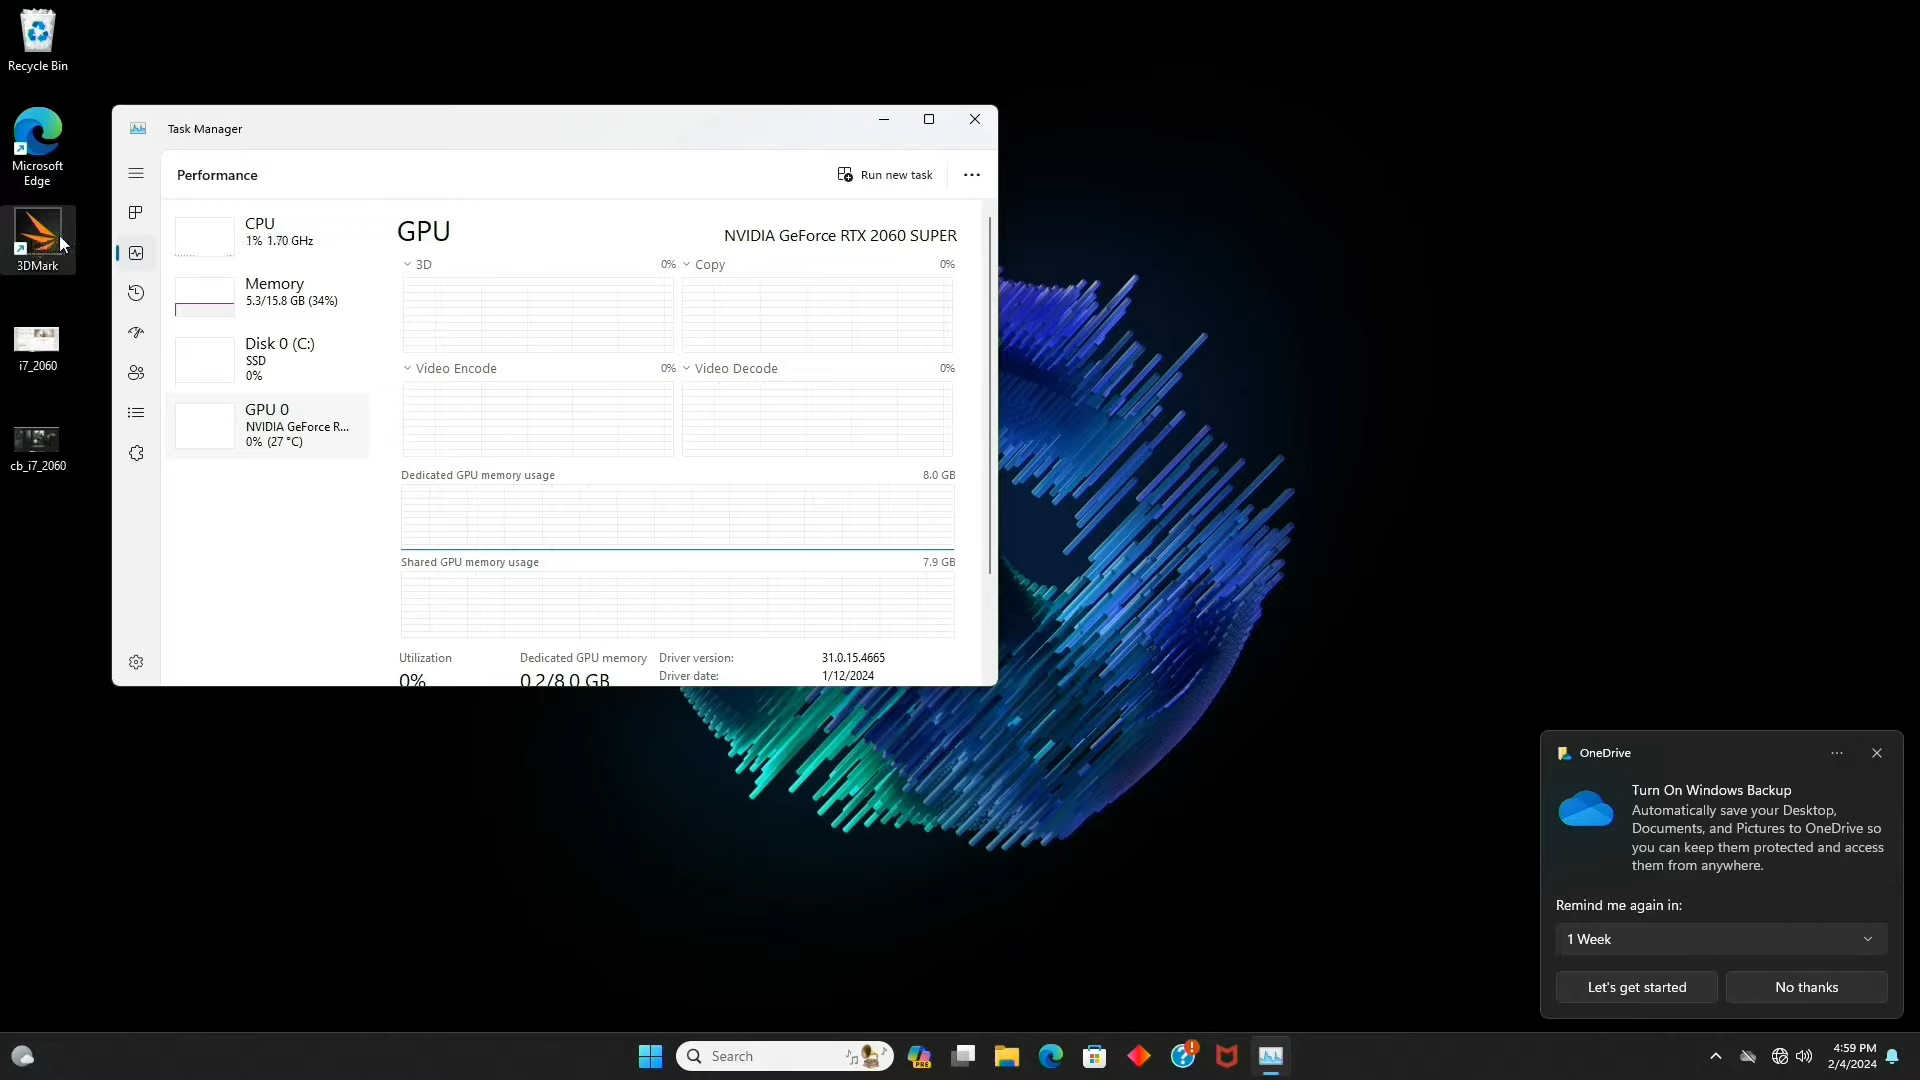 Recycle Bin
Microsoft
Edge
3DMark
i7_2060
cb_i7_2060
Task Manager
Performance
Run new task
CPU
1% 1.70 GHz
Memory
5.3/15.8 GB (34%)
Disk 0 (C:)
SSD
0%
GPU 0
NVIDIA GeForce R...
0% (27 °C)
GPU
NVIDIA GeForce RTX 2060 SUPER
3D 0% Copy 0%
Video Encode 0% Video Decode 0%
Dedicated GPU memory usage 8.0 GB
Shared GPU memory usage 7.9 GB
Utilization Dedicated GPU memory Driver version: 31.0.15.4665
0% 0.2/8.0 GB Driver date: 1/12/2024
OneDrive
Turn On Windows Backup
Automatically save your Desktop,
Documents, and Pictures to OneDrive so
you can keep them protected and access
them from anywhere.
Remind me again in:
1 Week
Let's get started No thanks
Search
PRE
4:59 PM
2/4/2024